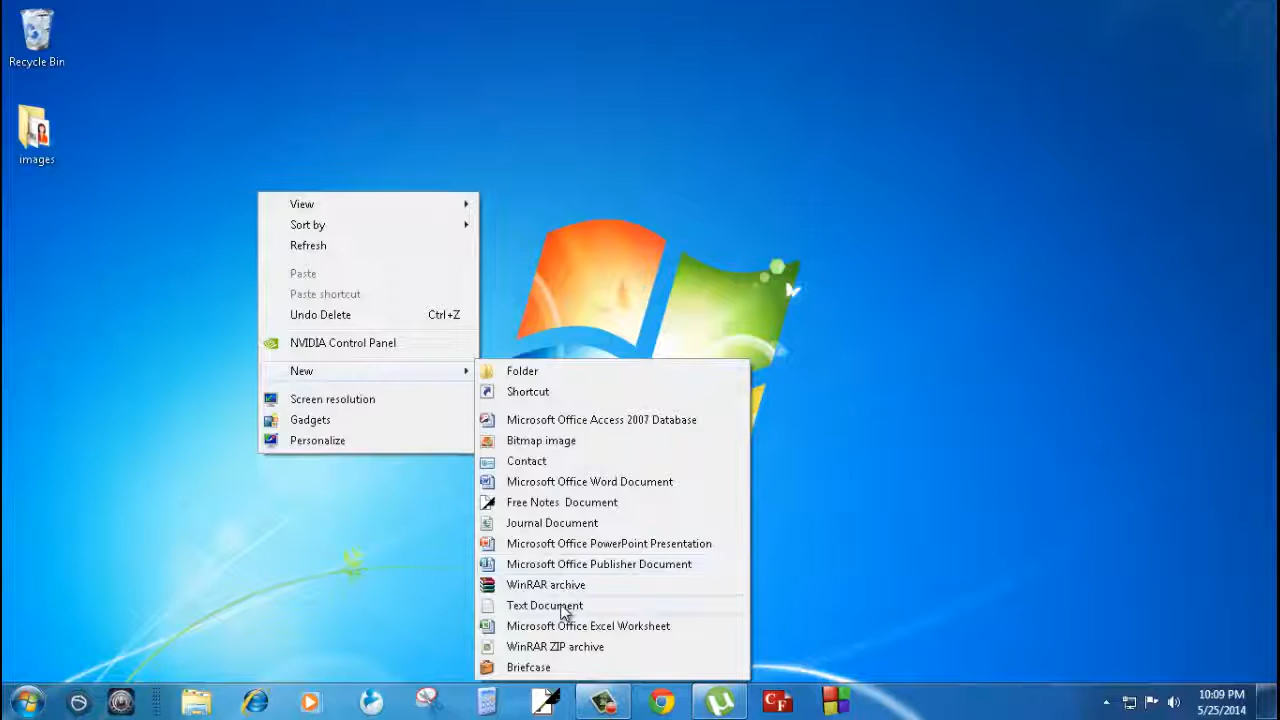 Recycle Bin
images
View
Sort by
Refresh
Paste
Paste shortcut
Undo Delete Ctrl+Z
NVIDIA Control Panel
New
Screen resolution
Gadgets
Personalize
Folder
Shortcut
Microsoft Office Access 2007 Database
Bitmap image
Contact
Microsoft Office Word Document
Free Notes Document
Journal Document
Microsoft Office PowerPoint Presentation
Microsoft Office Publisher Document
WinRAR archive
Text Document
Microsoft Office Excel Worksheet
WinRAR ZIP archive
Briefcase
CF
10:09 PM
5/25/2014